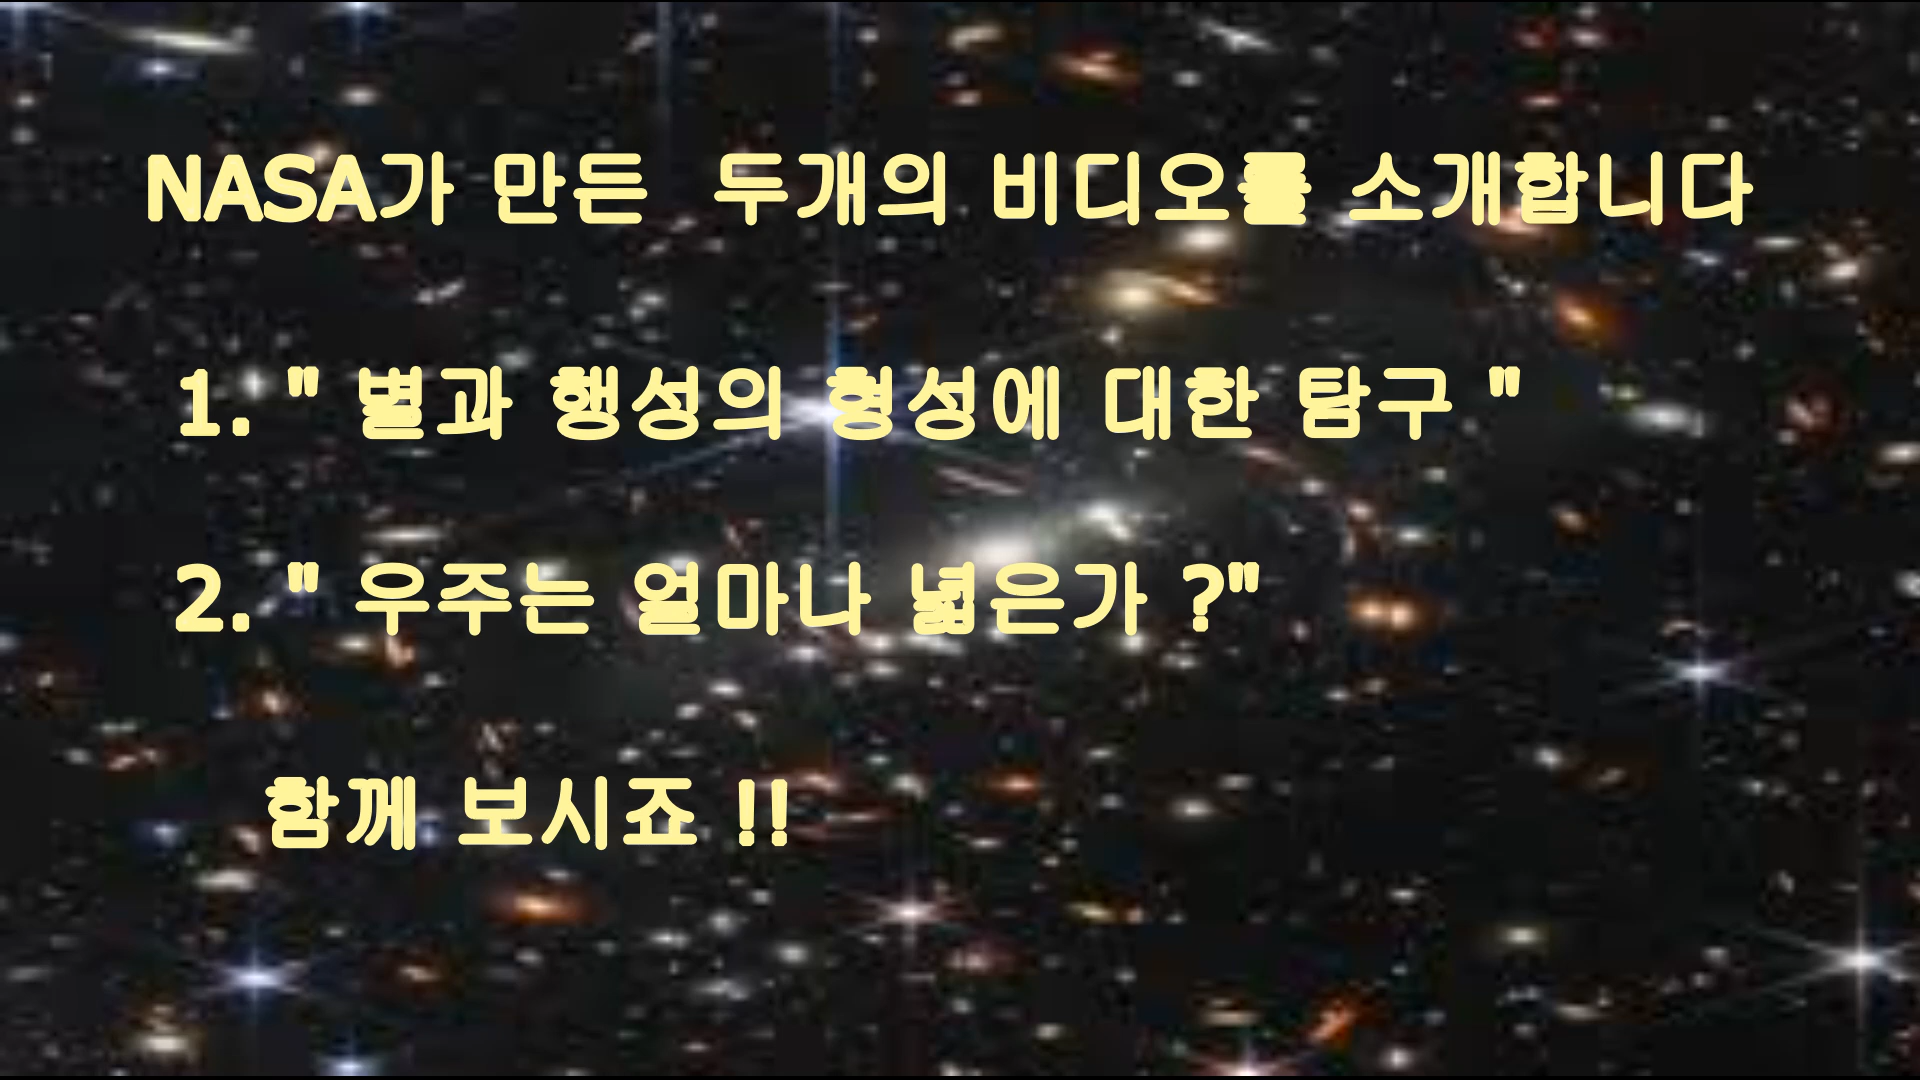 NASA가 만든 두개의 비디오를 소개합니다
1. " 별과 행성의 형성에 대한 탐구 "
2. " 우주는 얼마나 넓은가 ?"
함께 보시죠 !!